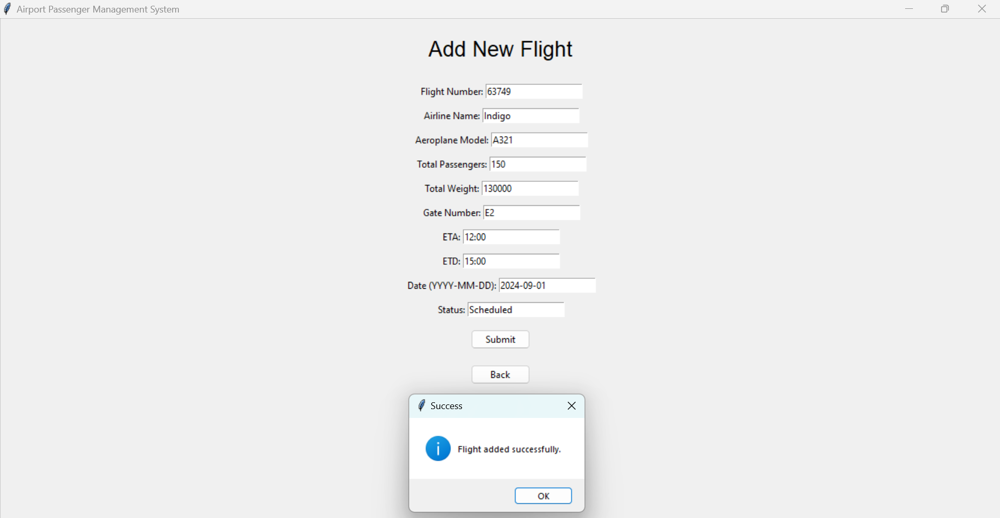 Airport Passenger Management System
Add New Flight
Flight Number: 63749
Airline Name: Indigo
Aeroplane Model: A321
Total Passengers: 150
Total Weight: 130000
Gate Number: E2
ETA: 12:00
ETD: 15:00
Date (YYYY-MM-DD): 2024-09-01
Status: Scheduled
Submit
Back
Success
Flight added successfully.
OK